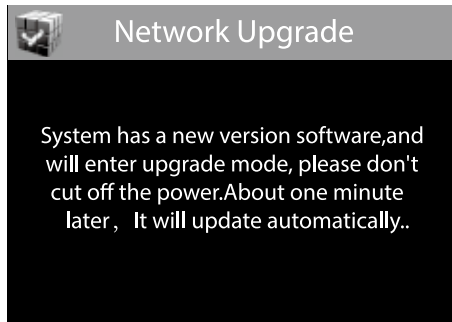 Network Upgrade
System has a new version software,and
will enter upgrade mode, please don't
cut off the power.About one minute
later， It will update automatically..